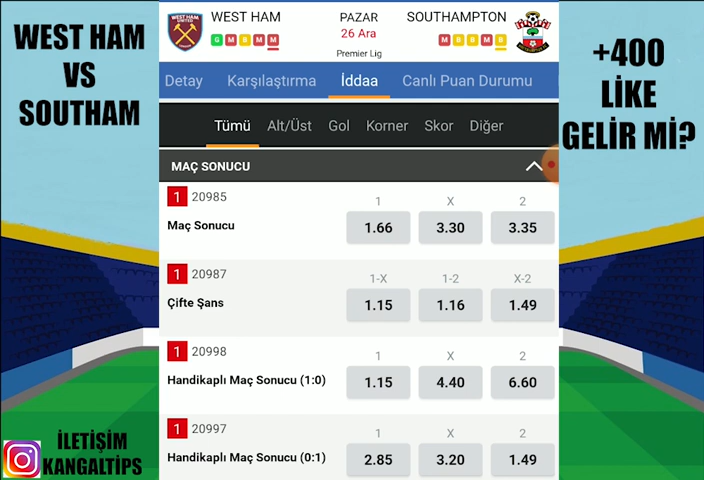 WEST HAM
VS
SOUTHAM
+400
LİKE
GELİR Mİ?
WEST HAM
G M B M M
PAZAR
26 Ara
Premier Lig
SOUTHAMPTON
M B B M B
Detay Karşılaştırma İddaa Canlı Puan Durumu
Tümü Alt/Üst Gol Korner Skor Diğer
MAÇ SONUCU
1 20985
Maç Sonucu
1 X 2
1.66 3.30 3.35
1 20987
Çifte Şans
1-X 1-2 X-2
1.15 1.16 1.49
1 20998
Handikaplı Maç Sonucu (1:0)
1 X 2
1.15 4.40 6.60
1 20997
Handikaplı Maç Sonucu (0:1)
1 X 2
2.85 3.20 1.49
İLETİŞİM
KANGALTİPS